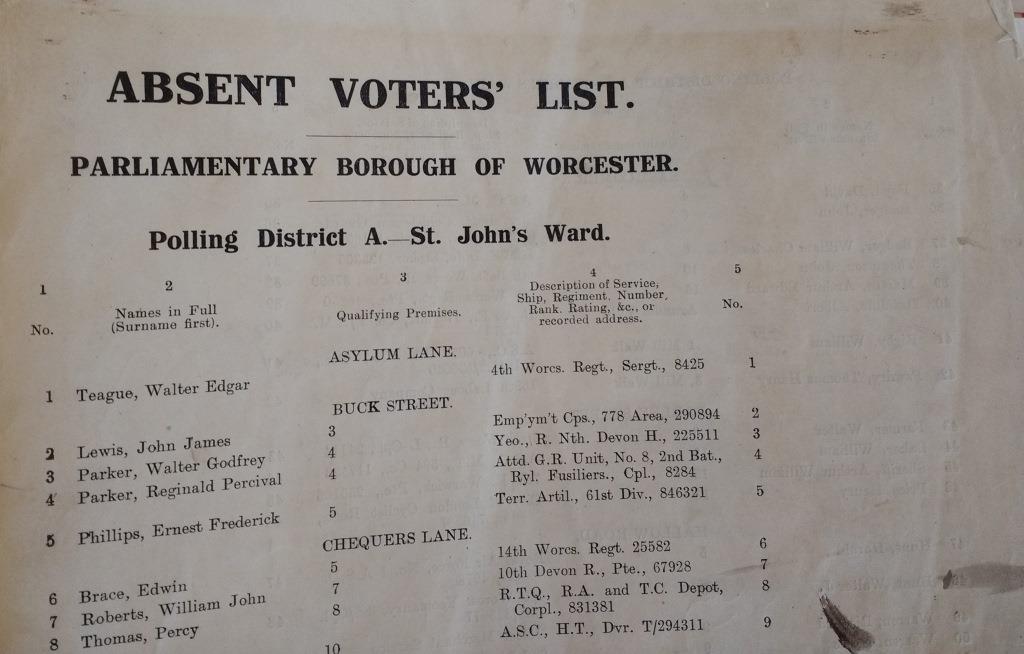 ABSENT VOTERS' LIST.
PARLIAMENTARY BOROUGH OF WORCESTER.
Polling District A.—St. John's Ward.
1 2 3 4 5
No. Names in Full (Surname first). Qualifying Premises. Description of Service, Ship, Regiment, Number, Rank, Rating, &c., or recorded address. No.
ASYLUM LANE.
1 Teague, Walter Edgar 4th Worcs. Regt., Sergt., 8425 1
BUCK STREET.
2 Lewis, John James 3 Emp'ym't Cps., 778 Area, 290894 2
3 Parker, Walter Godfrey 4 Yeo., R. Nth. Devon H., 225511 3
4 Parker, Reginald Percival 4 Attd. G.R. Unit, No. 8, 2nd Bat., 4
Ryl. Fusiliers., Cpl., 8284
5 Phillips, Ernest Frederick 5 Terr. Artil., 61st Div., 846321 5
CHEQUERS LANE.
6 Brace, Edwin 5 14th Worcs. Regt. 25582 6
7 Roberts, William John 7 10th Devon R., Pte., 67928 7
8 Thomas, Percy 8 R.T.Q., R.A. and T.C. Depot, 8
Corpl., 831381
10 A.S.C., H.T., Dvr. T/294311 9